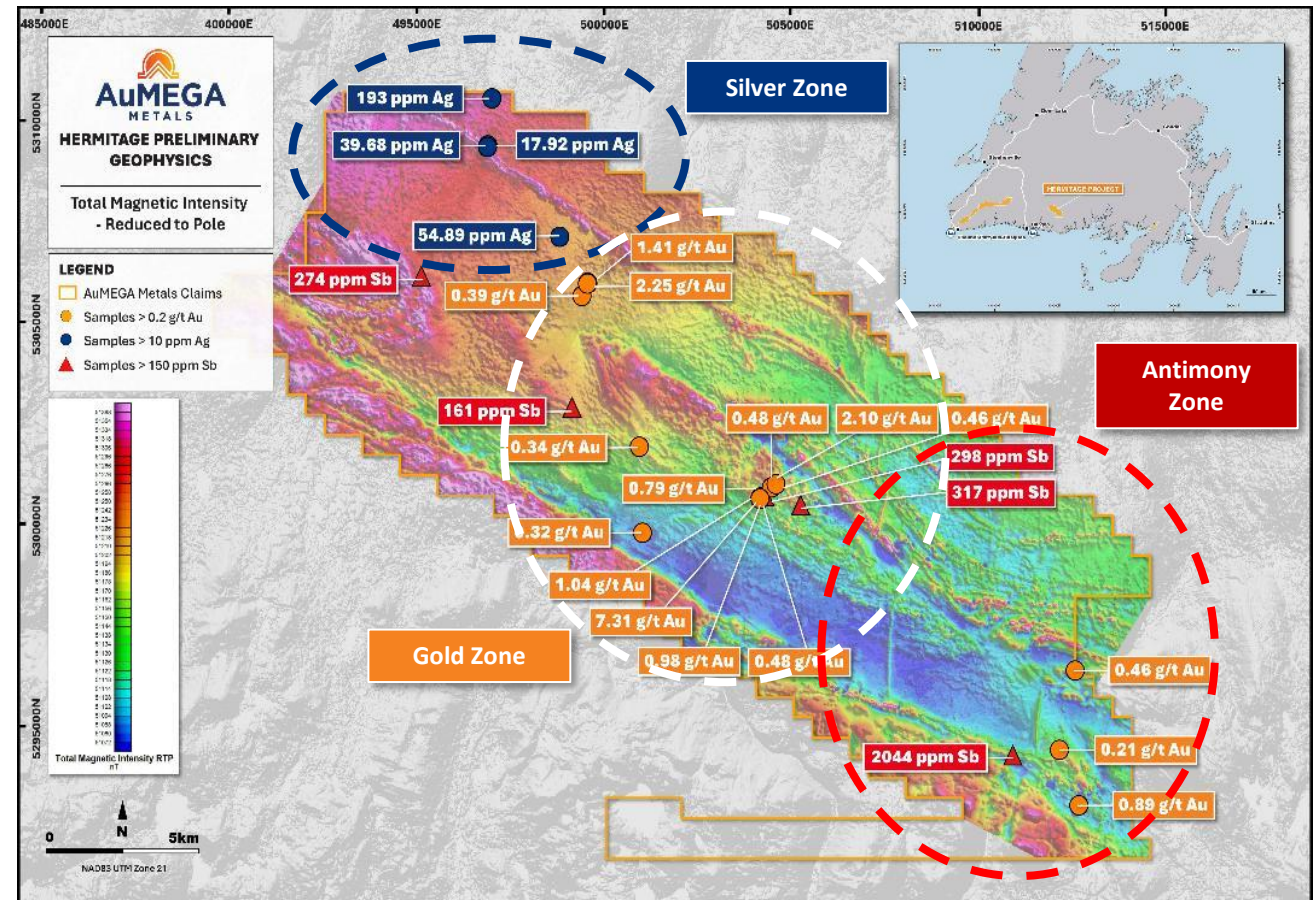 485000E
400000E
495000E
500000E
505000E
510000E
515000E
5310000N
5305000N
5300000N
5295000N
AuMEGA
METALS
HERMITAGE PRELIMINARY
GEOPHYSICS
Total Magnetic Intensity
- Reduced to Pole
LEGEND
AuMEGA Metals Claims
Samples > 0.2 g/t Au
Samples > 10 ppm Ag
Samples > 150 ppm Sb
Total Magnetic Intensity RTP
nT
N
0
5km
NAD83 UTM Zone 21
Silver Zone
193 ppm Ag
39.68 ppm Ag
17.92 ppm Ag
54.89 ppm Ag
274 ppm Sb
1.41 g/t Au
2.25 g/t Au
0.39 g/t Au
HERMITAGE PROJECT
Antimony
Zone
161 ppm Sb
0.48 g/t Au
2.10 g/t Au
0.46 g/t Au
0.34 g/t Au
298 ppm Sb
0.79 g/t Au
317 ppm Sb
0.32 g/t Au
1.04 g/t Au
7.31 g/t Au
Gold Zone
0.98 g/t Au
0.48 g/t Au
0.46 g/t Au
0.21 g/t Au
2044 ppm Sb
0.89 g/t Au